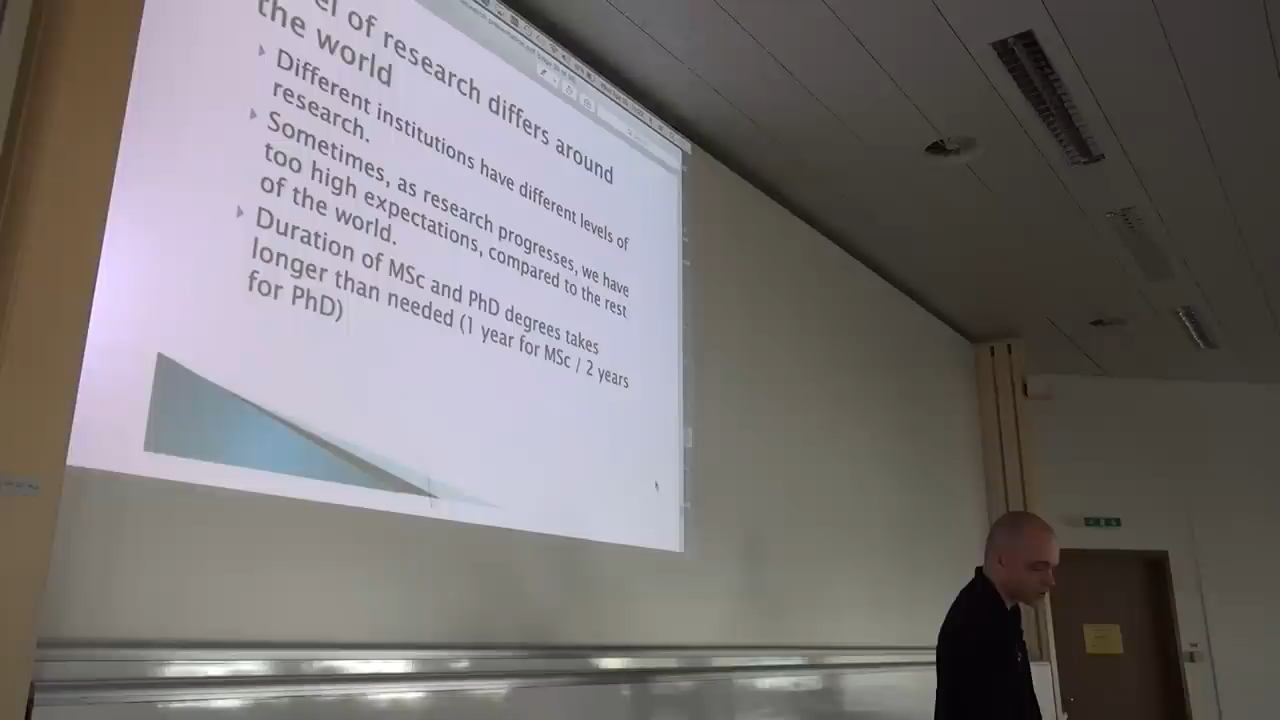 el of research differs around
the world
Different institutions have different levels of
research.
Sometimes, as research progresses, we have
too high expectations, compared to the rest
of the world.
Duration of MSc and PhD degrees takes
longer than needed (1 year for MSc / 2 years
for PhD)